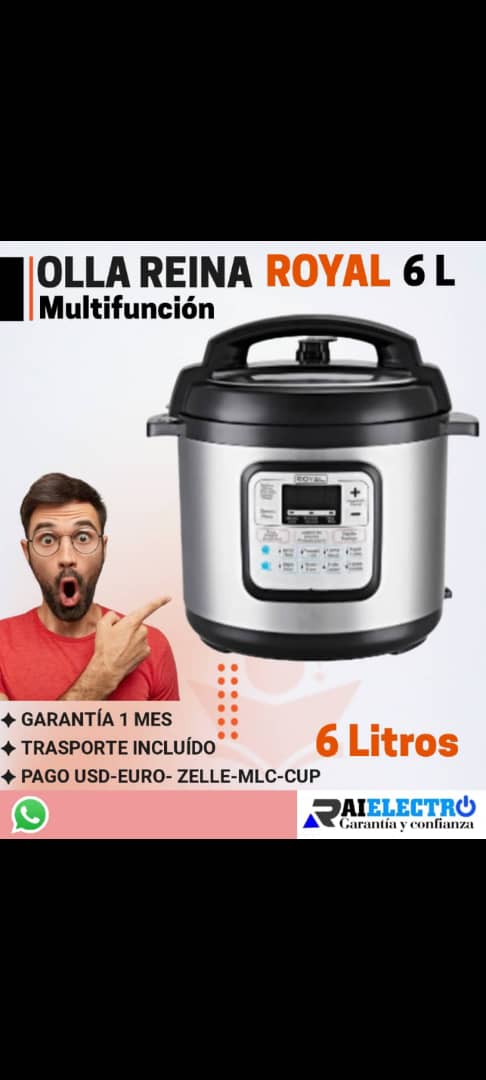 OLLA REINA ROYAL 6 L
Multifunción
ROYAL
GARANTÍA 1 MES
TRASPORTE INCLUÍDO
PAGO USD-EURO- ZELLE-MLC-CUP
6 Litros
RAIELECTRO
Garantía y confianza